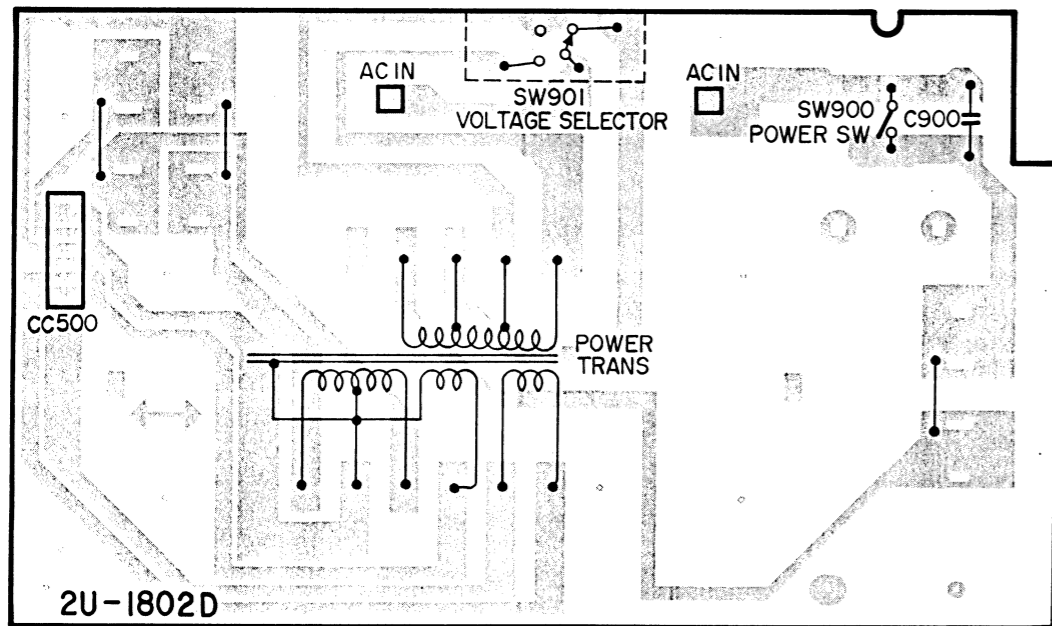 AC IN
SW901
VOLTAGE SELECTOR
AC IN
SW900
POWER SW
C900
CC500
POWER
TRANS
2U-1802D